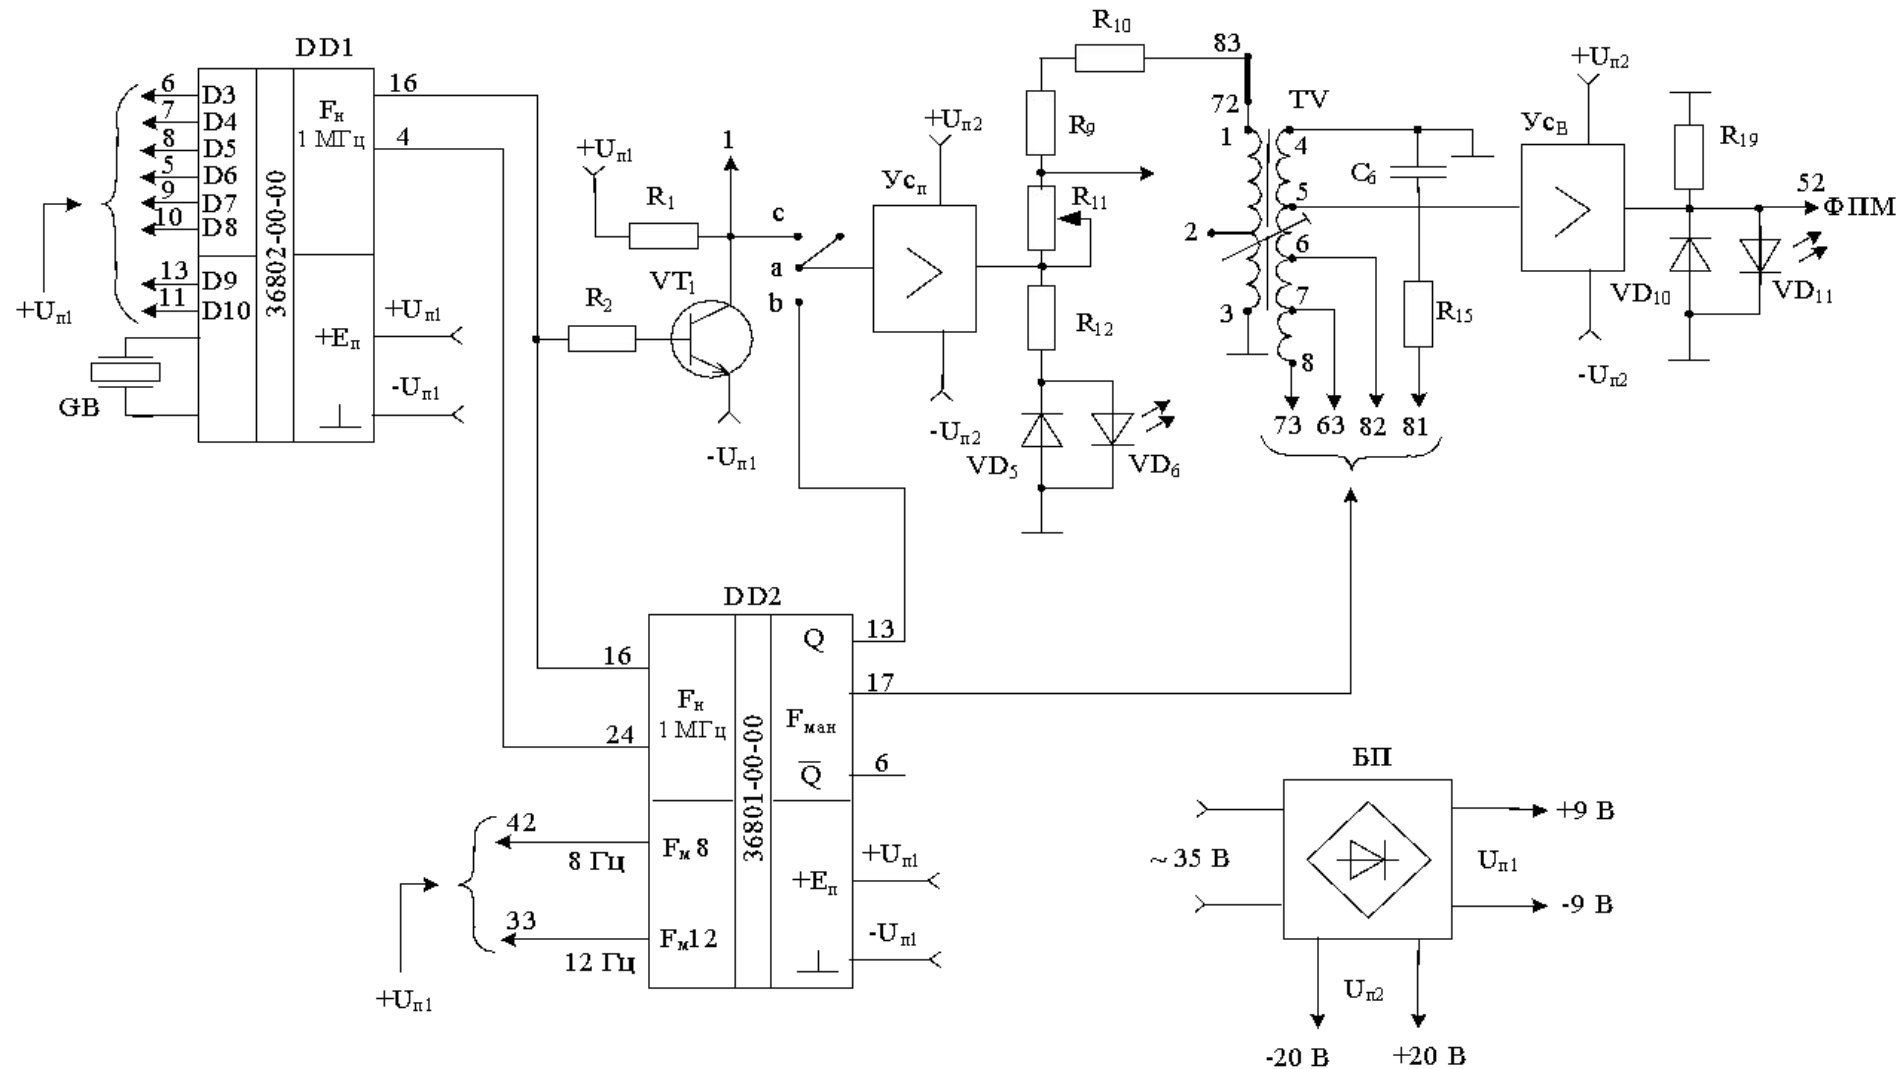 DD1
6
D3
7
D4
8
D5
5
D6
9
D7
10
D8
13
D9
11
D10
36802-00-00
Fн
1 МГц
16
4
+Uп1
+Eп
+Uп1
-Uп1
GB
+Uп1
R1
1
R2
VT1
-Uп1
c
a
b
Усп
+Uп2
-Uп2
R9
R10
R11
R12
VD5
VD6
83
72
TV
1
2
3
4
5
6
7
8
C6
R15
73 63 82 81
УсВ
+Uп2
-Uп2
R19
52
ФПМ
VD10
VD11
DD2
16
24
Fн
1 МГц
36801-00-00
Q
13
17
Fман
Q̅
6
42
8 Гц
Fм8
33
12 Гц
Fм12
+Uп1
+Eп
+Uп1
-Uп1
БП
~ 35 В
+9 В
Uп1
-9 В
Uп2
-20 В
+20 В